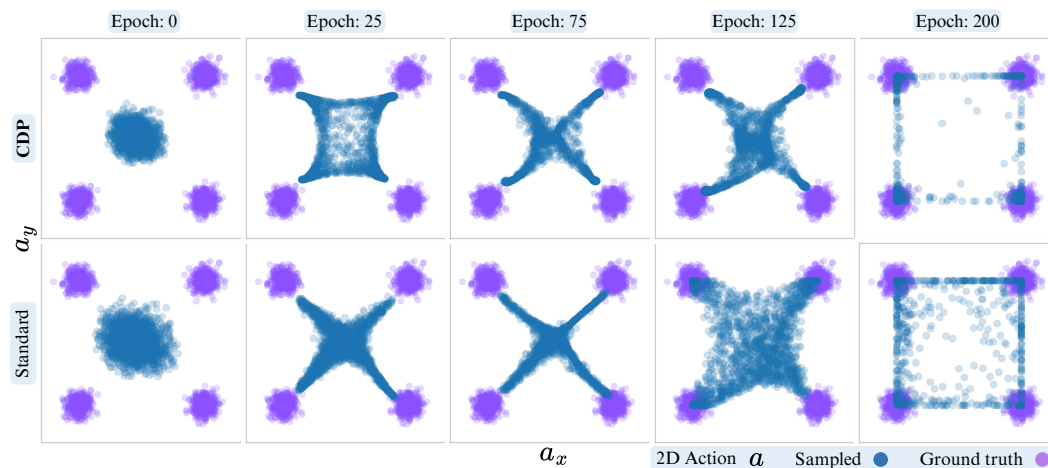 Epoch: 0 Epoch: 25 Epoch: 75 Epoch: 125 Epoch: 200
CDP
a_y
Standard
a_x
2D Action a Sampled Ground truth